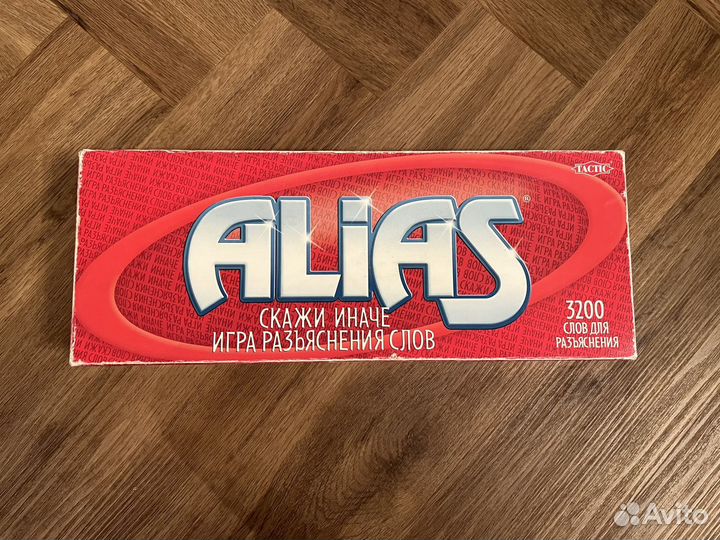 TACTIC
ALiAS®
СКАЖИ ИНАЧЕ
ИГРА РАЗЪЯСНЕНИЯ СЛОВ
3200
СЛОВ ДЛЯ
РАЗЪЯСНЕНИЯ
Avito